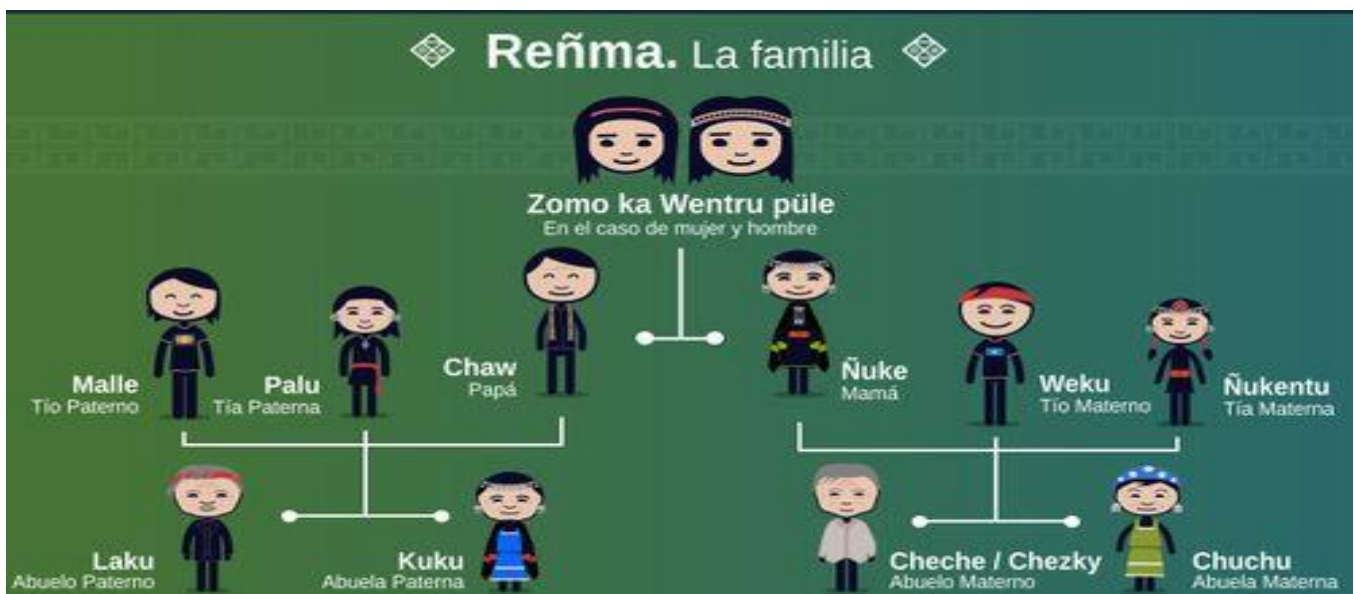 Reñma. La familia
Zomo ka Wentru püle
En el caso de mujer y hombre
Malle
Tío Paterno
Palu
Tía Paterna
Chaw
Papá
Ñuke
Mamá
Weku
Tío Materno
Ñukentu
Tía Materna
Laku
Abuelo Paterno
Kuku
Abuela Paterna
Cheche / Chezky
Abuelo Materno
Chuchu
Abuela Materna